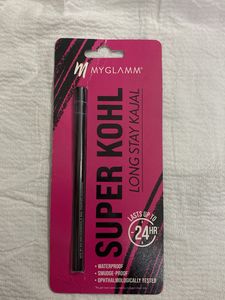 MYGLAMM®
SUPER KOHL
LONG STAY KAJAL
LASTS UP TO
24HR
• WATERPROOF
• SMUDGE-PROOF
• OPHTHALMOLOGICALLY TESTED